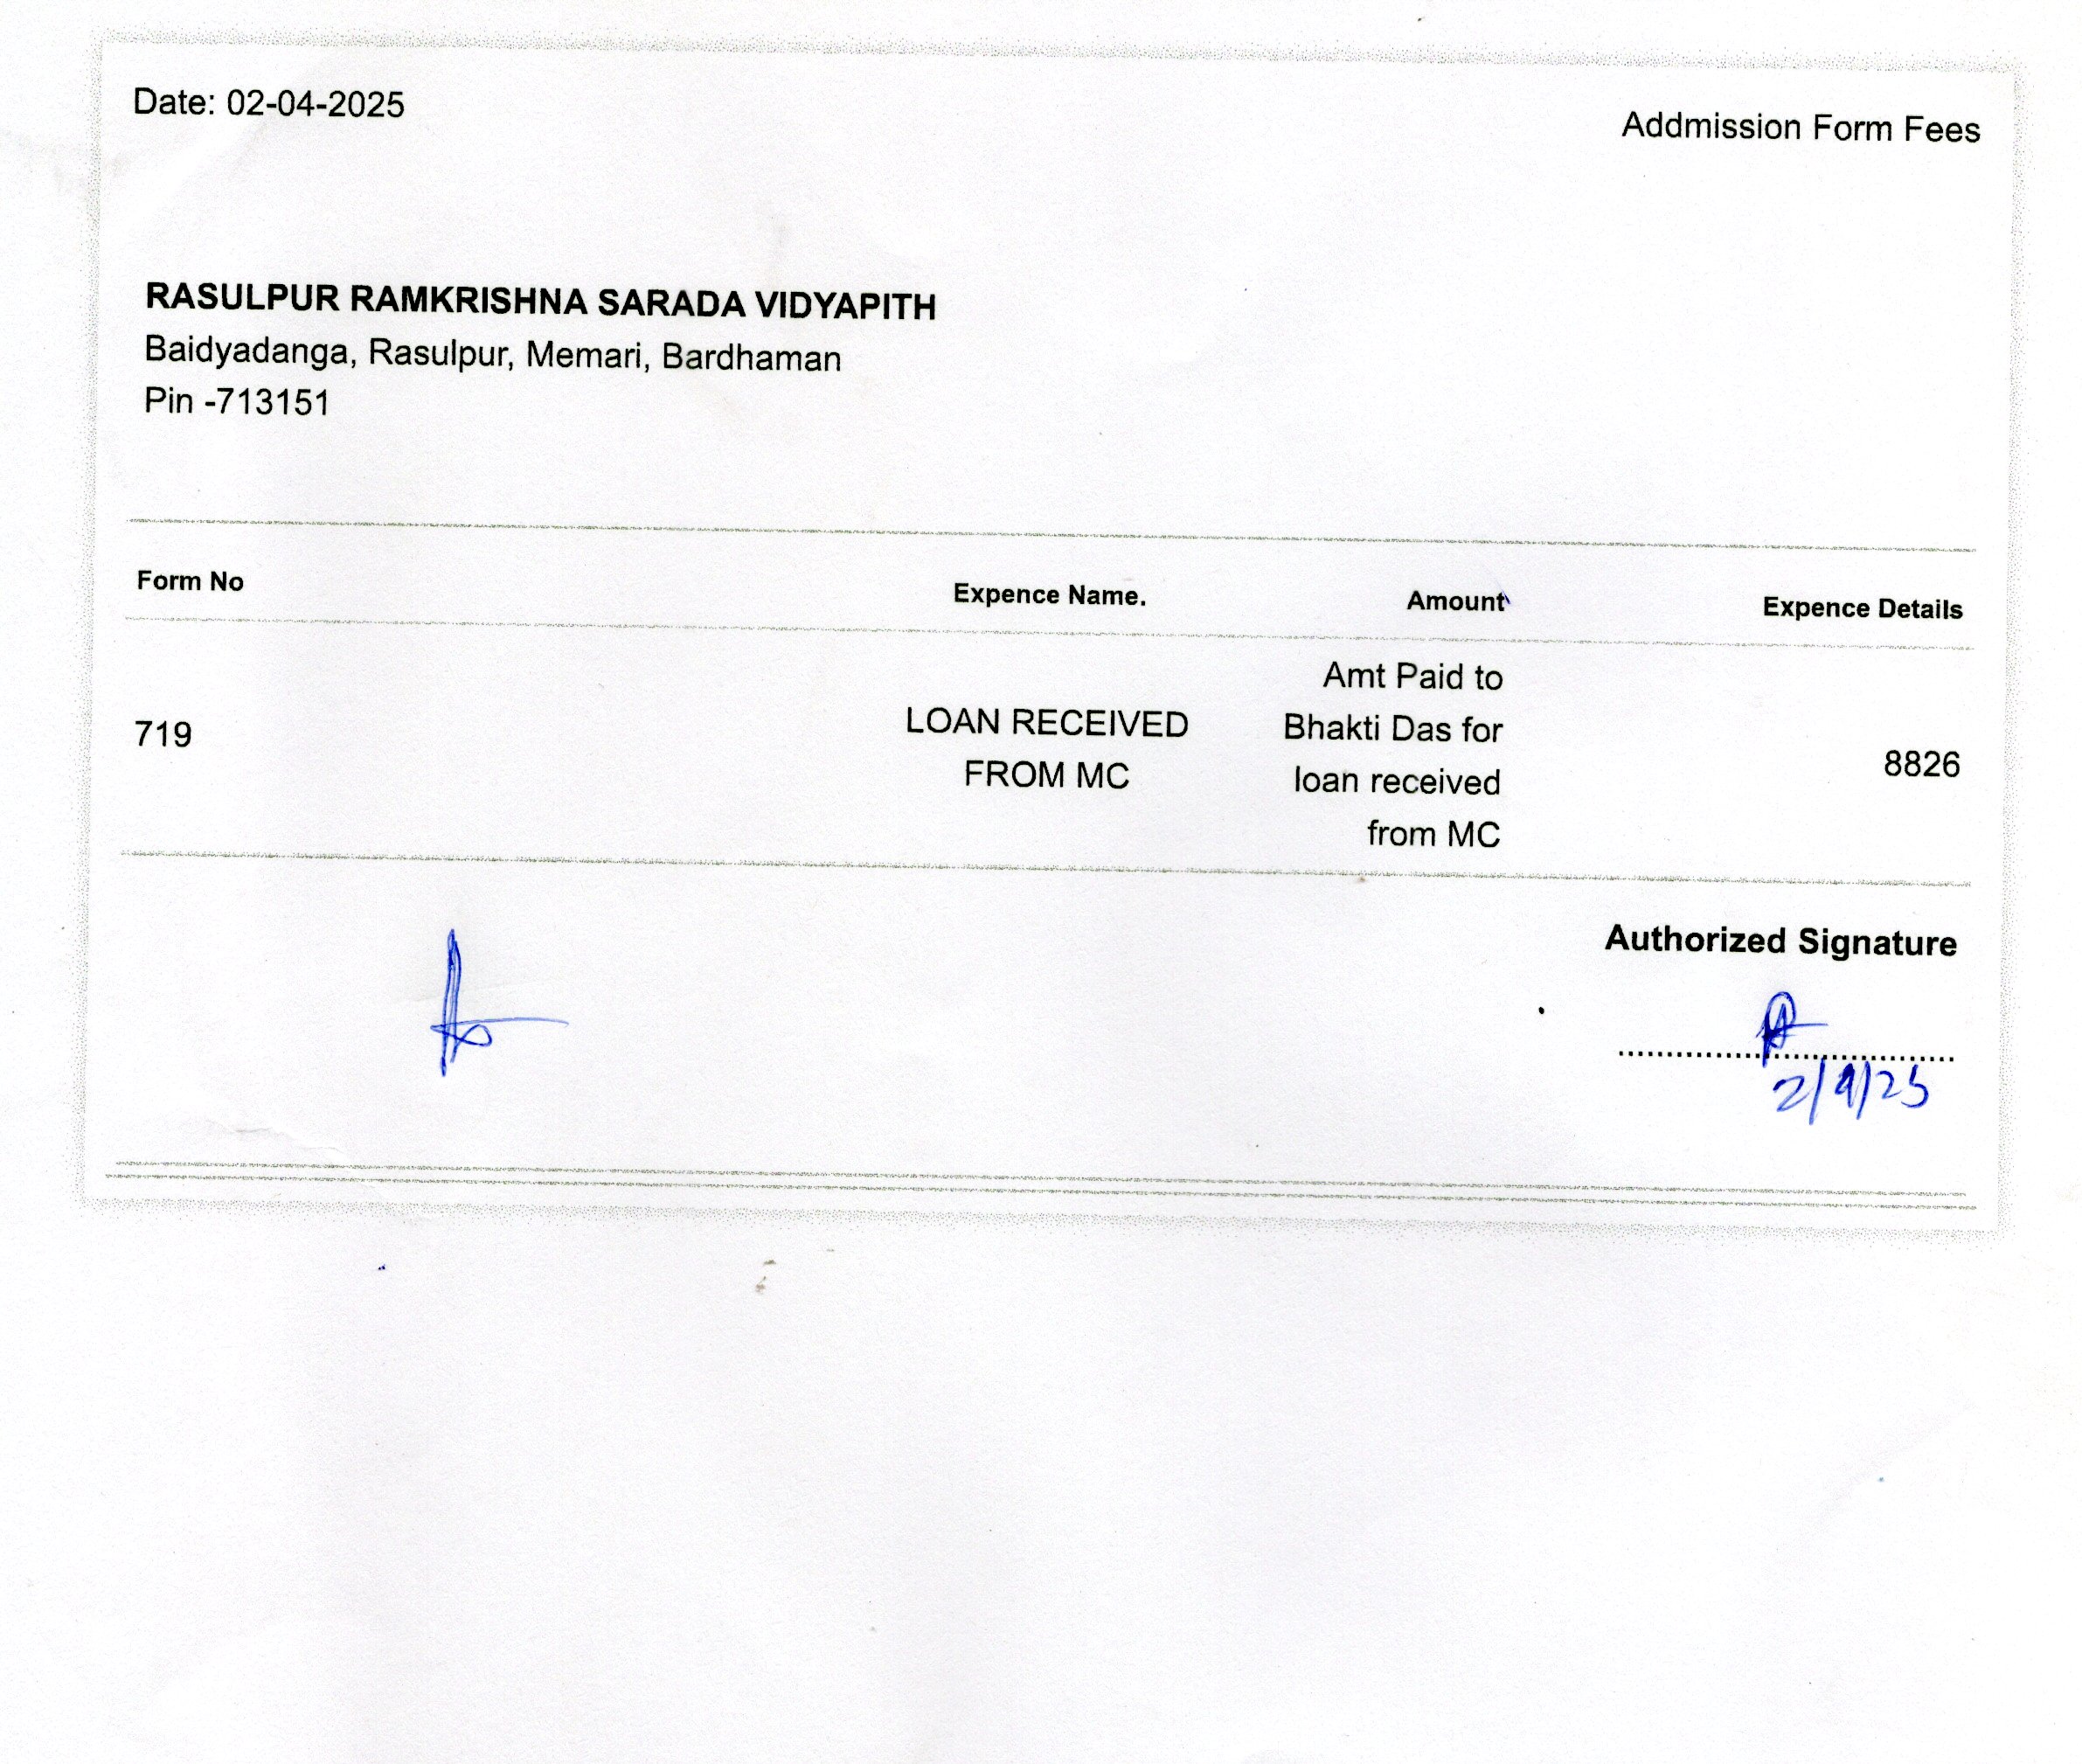 Date: 02-04-2025
Addmission Form Fees
RASULPUR RAMKRISHNA SARADA VIDYAPITH
Baidyadanga, Rasulpur, Memari, Bardhaman
Pin -713151
Form No Expence Name. Amount Expence Details
719 LOAN RECEIVED FROM MC Amt Paid to Bhakti Das for loan received from MC 8826
Authorized Signature
2/4/25